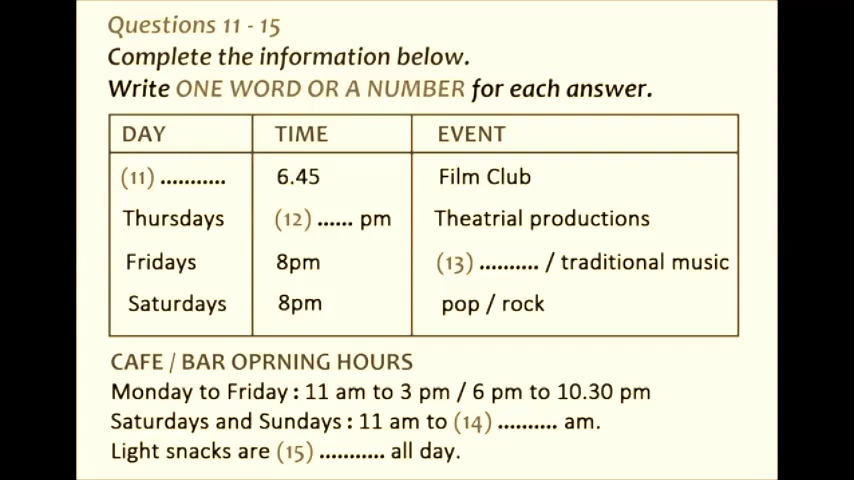 Questions 11 - 15
Complete the information below.
Write ONE WORD OR A NUMBER for each answer.
DAY TIME EVENT
(11) ........... 6.45 Film Club
Thursdays (12) ...... pm Theatrial productions
Fridays 8pm (13) .......... / traditional music
Saturdays 8pm pop / rock
CAFE / BAR OPRNING HOURS
Monday to Friday : 11 am to 3 pm / 6 pm to 10.30 pm
Saturdays and Sundays : 11 am to (14) .......... am.
Light snacks are (15) ........... all day.